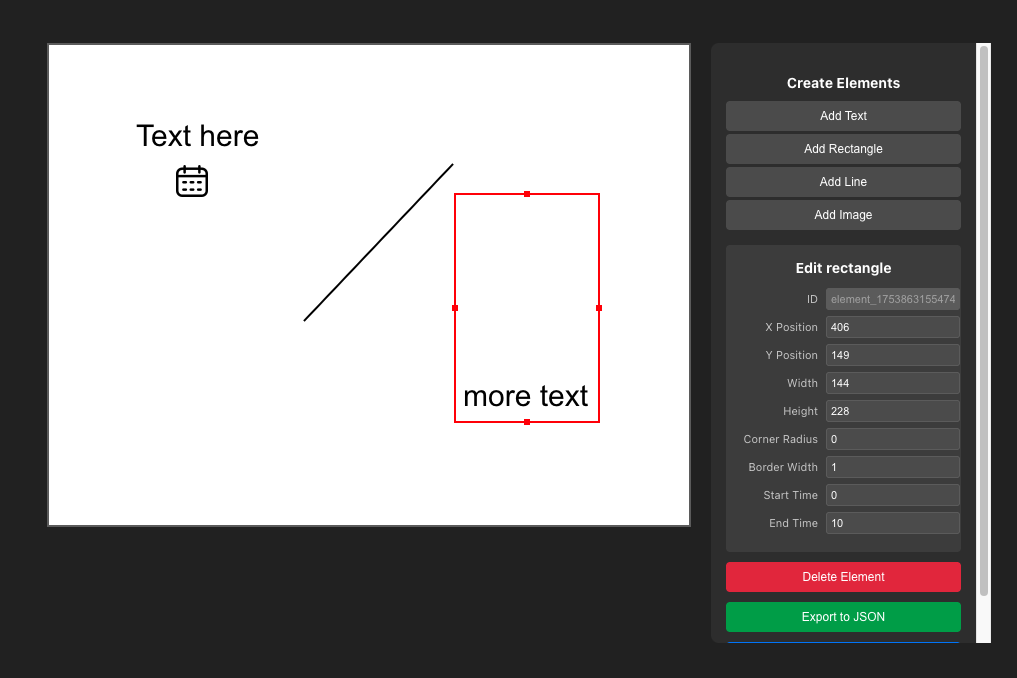 Text here
more text
Create Elements
Add Text
Add Rectangle
Add Line
Add Image
Edit rectangle
ID element_1753863155474
X Position 406
Y Position 149
Width 144
Height 228
Corner Radius 0
Border Width 1
Start Time 0
End Time 10
Delete Element
Export to JSON